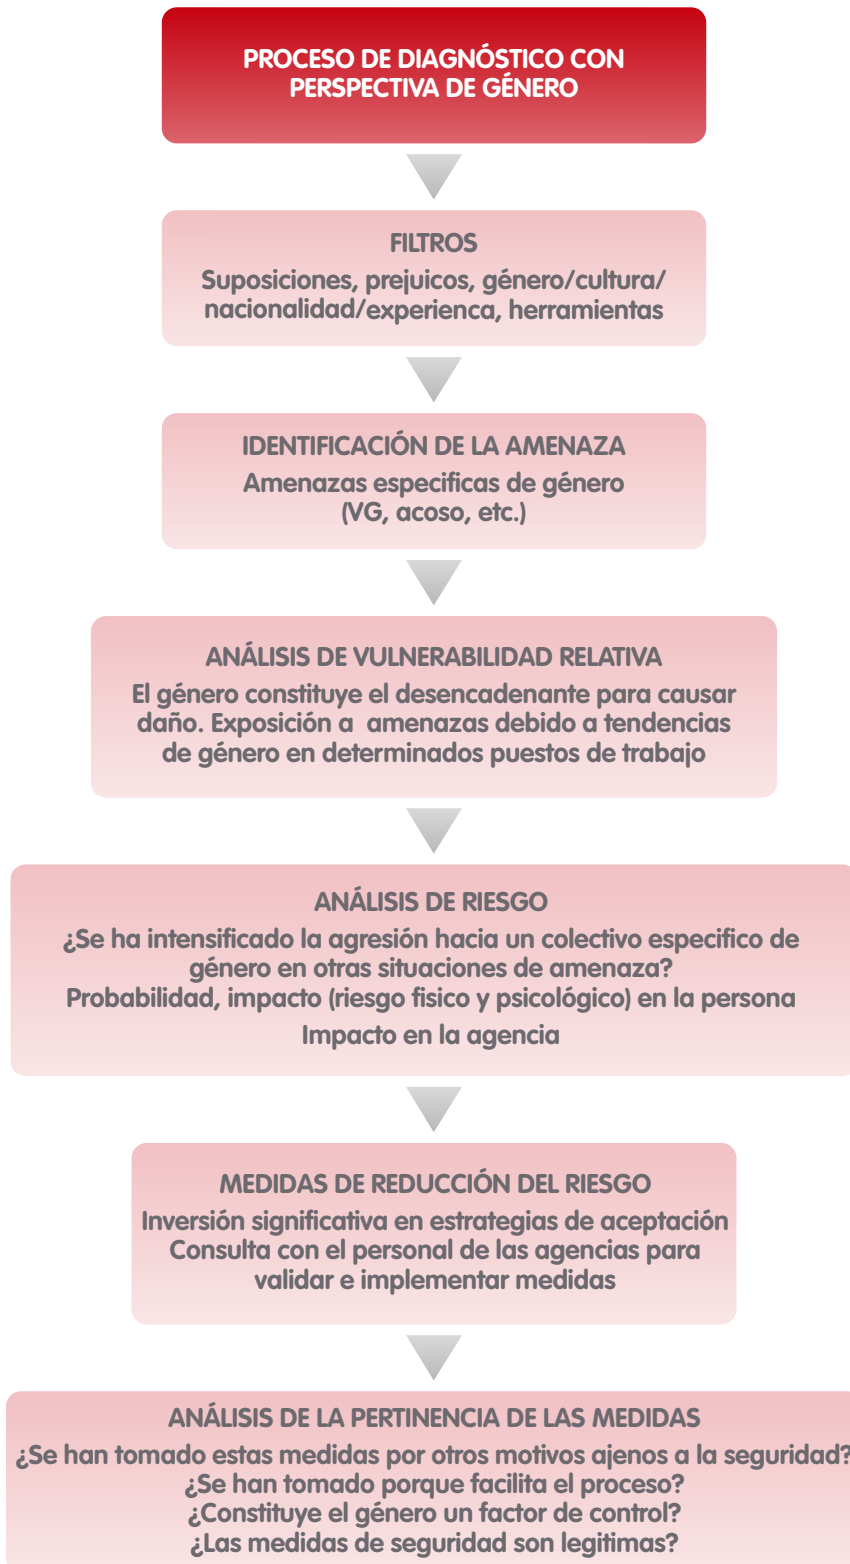 PROCESO DE DIAGNÓSTICO CON
PERSPECTIVA DE GÉNERO
FILTROS
Suposiciones, prejuicos, género/cultura/
nacionalidad/experienca, herramientas
IDENTIFICACIÓN DE LA AMENAZA
Amenazas especificas de género
(VG, acoso, etc.)
ANÁLISIS DE VULNERABILIDAD RELATIVA
El género constituye el desencadenante para causar
daño. Exposición a amenazas debido a tendencias
de género en determinados puestos de trabajo
ANÁLISIS DE RIESGO
¿Se ha intensificado la agresión hacia un colectivo especifico de
género en otras situaciones de amenaza?
Probabilidad, impacto (riesgo fisico y psicológico) en la persona
Impacto en la agencia
MEDIDAS DE REDUCCIÓN DEL RIESGO
Inversión significativa en estrategias de aceptación
Consulta con el personal de las agencias para
validar e implementar medidas
ANÁLISIS DE LA PERTINENCIA DE LAS MEDIDAS
¿Se han tomado estas medidas por otros motivos ajenos a la seguridad?
¿Se han tomado porque facilita el proceso?
¿Constituye el género un factor de control?
¿Las medidas de seguridad son legitimas?